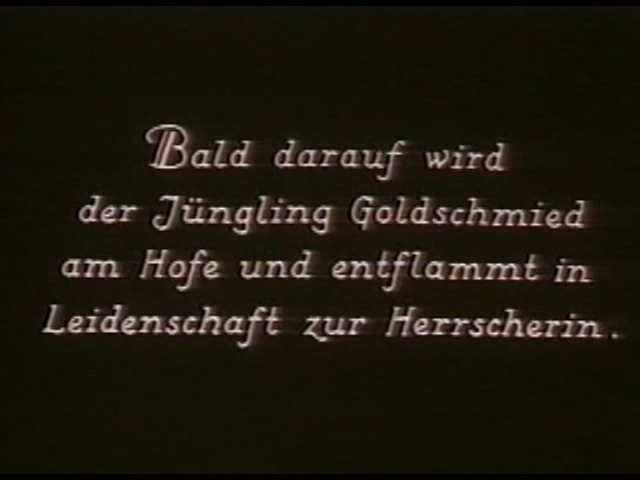 Bald darauf wird
der Jüngling Goldschmied
am Hofe und entflammt in
Leidenschaft zur Herrscherin.